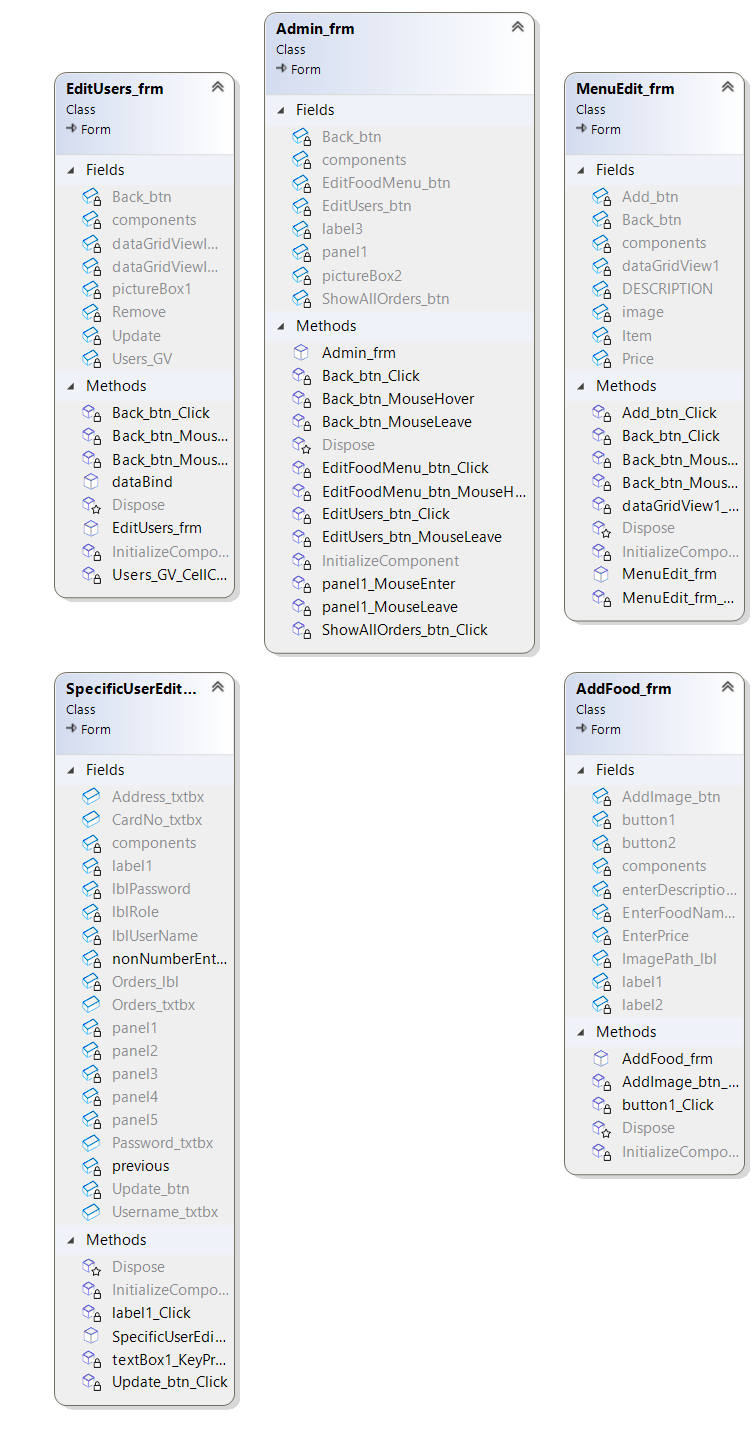 EditUsers_frm
Class
Form
Fields
Back_btn
components
dataGridViewI...
dataGridViewI...
pictureBox1
Remove
Update
Users_GV
Methods
Back_btn_Click
Back_btn_Mous...
Back_btn_Mous...
dataBind
Dispose
EditUsers_frm
InitializeCompo...
Users_GV_CellC...
Admin_frm
Class
Form
Fields
Back_btn
components
EditFoodMenu_btn
EditUsers_btn
label3
panel1
pictureBox2
ShowAllOrders_btn
Methods
Admin_frm
Back_btn_Click
Back_btn_MouseHover
Back_btn_MouseLeave
Dispose
EditFoodMenu_btn_Click
EditFoodMenu_btn_MouseH...
EditUsers_btn_Click
EditUsers_btn_MouseLeave
InitializeComponent
panel1_MouseEnter
panel1_MouseLeave
ShowAllOrders_btn_Click
MenuEdit_frm
Class
Form
Fields
Add_btn
Back_btn
components
dataGridView1
DESCRIPTION
image
Item
Price
Methods
Add_btn_Click
Back_btn_Click
Back_btn_Mous...
Back_btn_Mous...
dataGridView1_...
Dispose
InitializeCompo...
MenuEdit_frm
MenuEdit_frm_...
SpecificUserEdit...
Class
Form
Fields
Address_txtbx
CardNo_txtbx
components
label1
lblPassword
lblRole
lblUserName
nonNumberEnt...
Orders_lbl
Orders_txtbx
panel1
panel2
panel3
panel4
panel5
Password_txtbx
previous
Update_btn
Username_txtbx
Methods
Dispose
InitializeCompo...
label1_Click
SpecificUserEdi...
textBox1_KeyPr...
Update_btn_Click
AddFood_frm
Class
Form
Fields
AddImage_btn
button1
button2
components
enterDescriptio...
EnterFoodNam...
EnterPrice
ImagePath_lbl
label1
label2
Methods
AddFood_frm
AddImage_btn_...
button1_Click
Dispose
InitializeCompo...